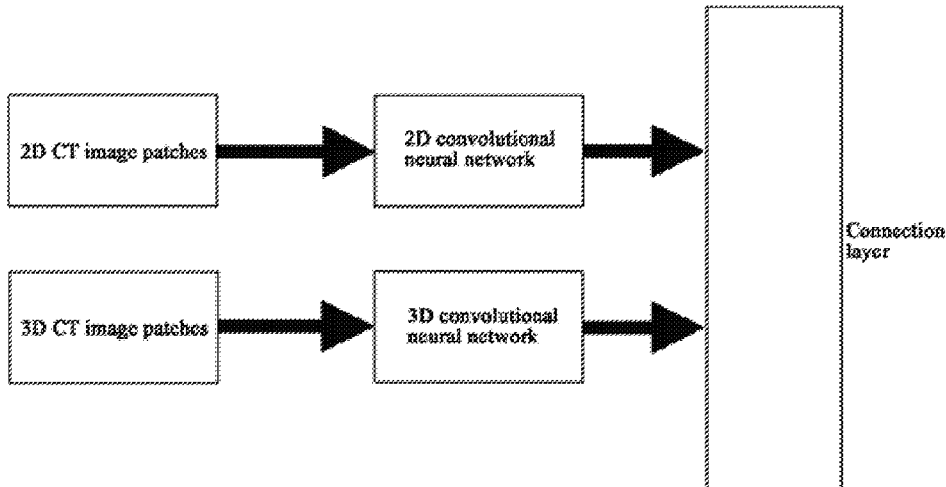 2D CT image patches
2D convolutional
neural network
Connection
layer
3D CT image patches
3D convolutional
neural network